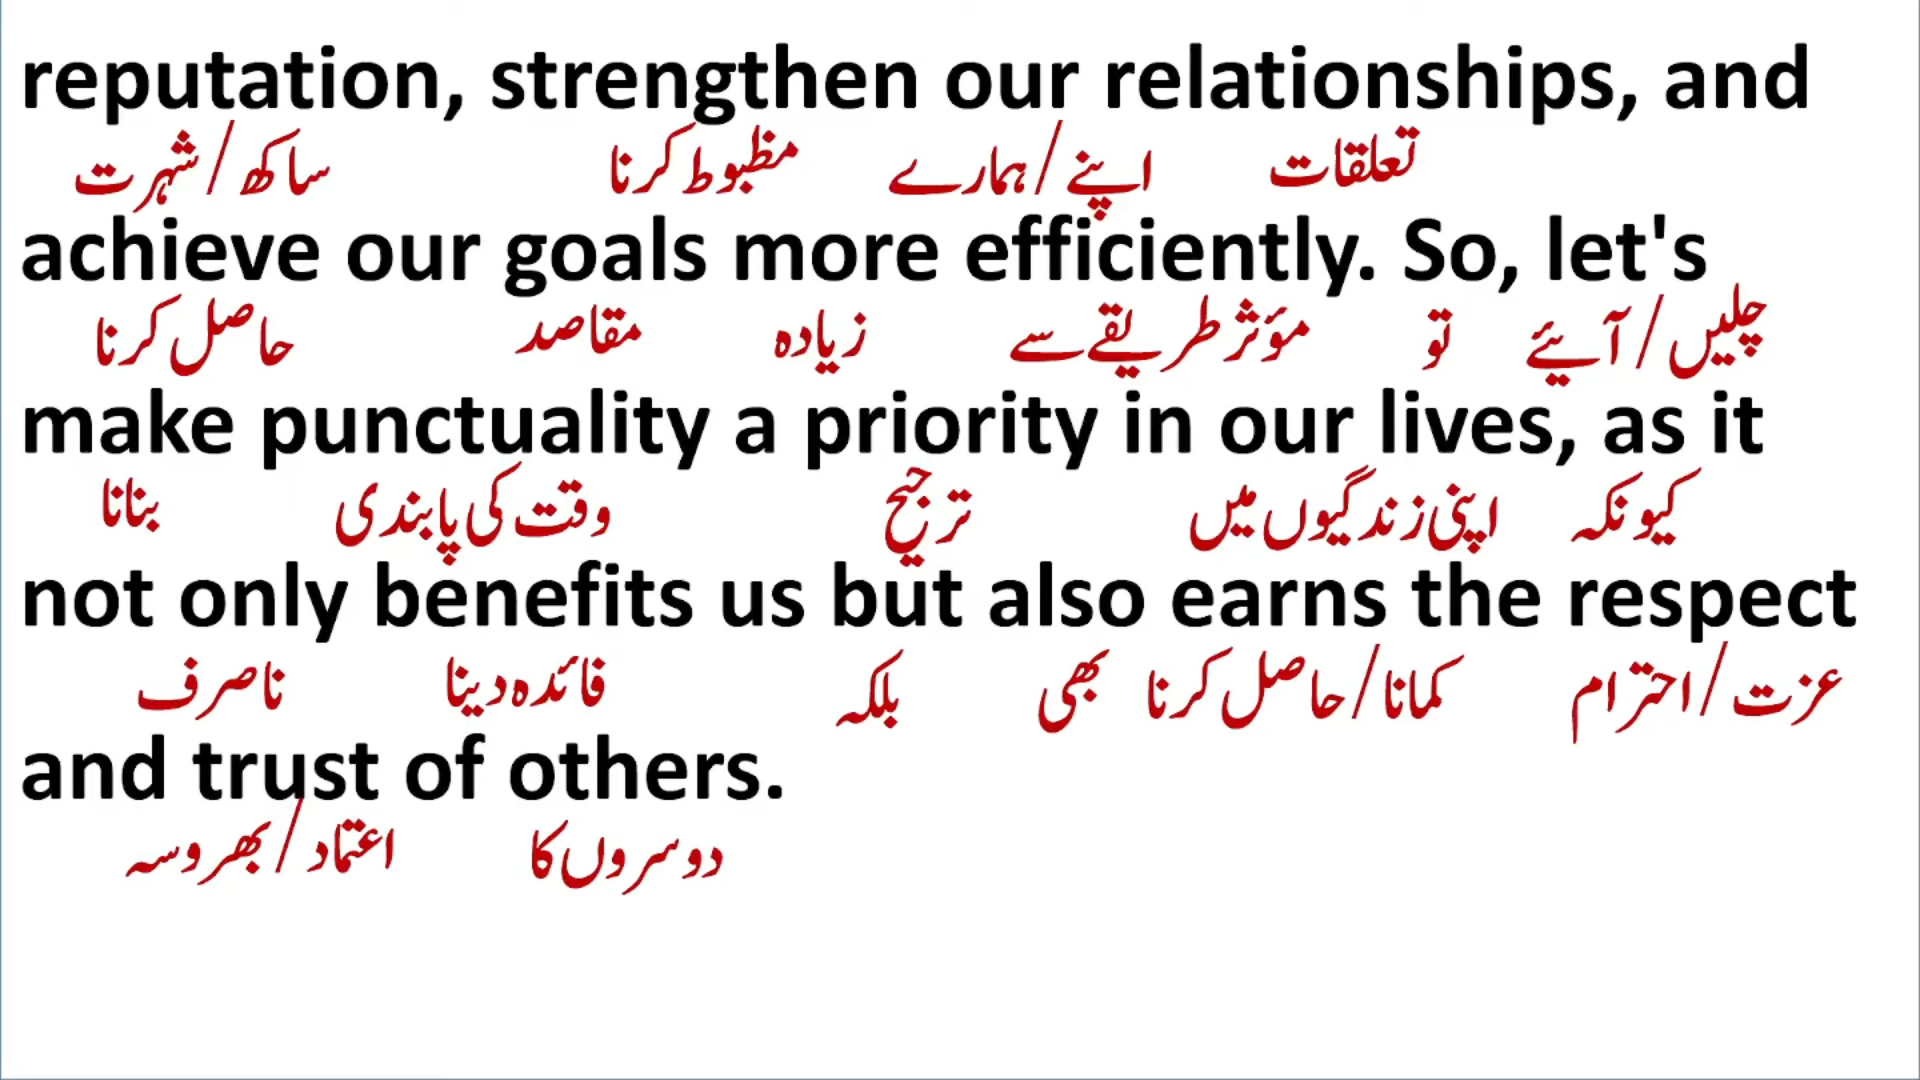 reputation, strengthen our relationships, and
ساکھ/شہرت مظبوط کرنا اپنے/ہمارے تعلقات
achieve our goals more efficiently. So, let's
حاصل کرنا مقاصد زیادہ مؤثر طریقے سے تو چلیں/آیئے
make punctuality a priority in our lives, as it
بنانا وقت کی پابندی ترجیح اپنی زندگیوں میں کیونکہ
not only benefits us but also earns the respect
ناصرف فائدہ دینا بلکہ بھی کمانا/حاصل کرنا عزت/احترام
and trust of others.
اعتماد/بھروسہ دوسروں کا